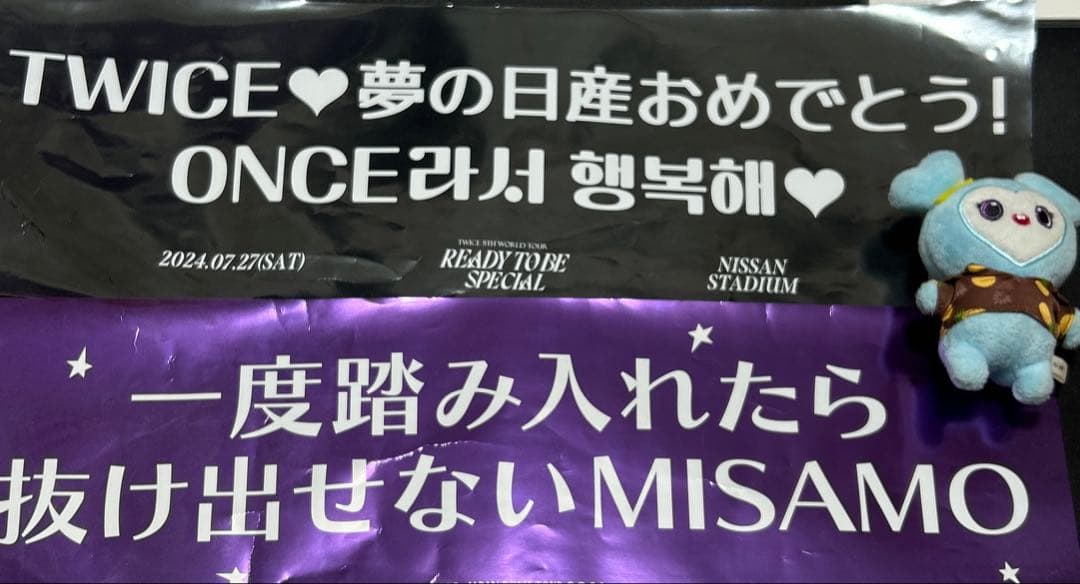 TWICE♥夢の日産おめでとう!
ONCE라서 행복해♥
2024.07.27(SAT)
TWICE 5TH WORLD TOUR
READY TO BE
SPECIAL
NISSAN
STADIUM
一度踏み入れたら
抜け出せないMISAMO